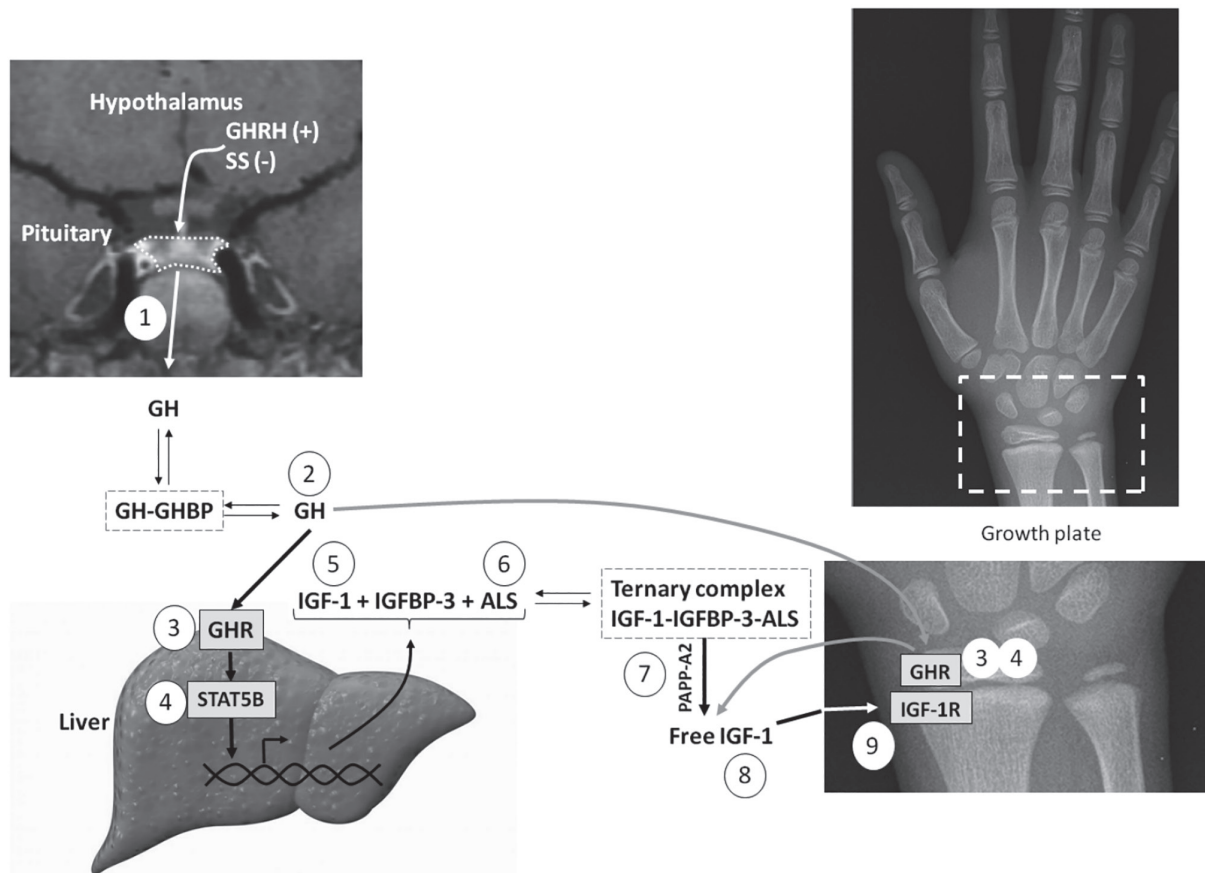 Hypothalamus
GHRH (+)
SS (-)
Pituitary
1
GH
GH-GHBP
2
GH
5
6
IGF-1 + IGFBP-3 + ALS
3
GHR
4
STAT5B
Liver
Ternary complex
IGF-1-IGFBP-3-ALS
7
PAPP-A2
Free IGF-1
8
Growth plate
GHR
3
4
IGF-1R
9